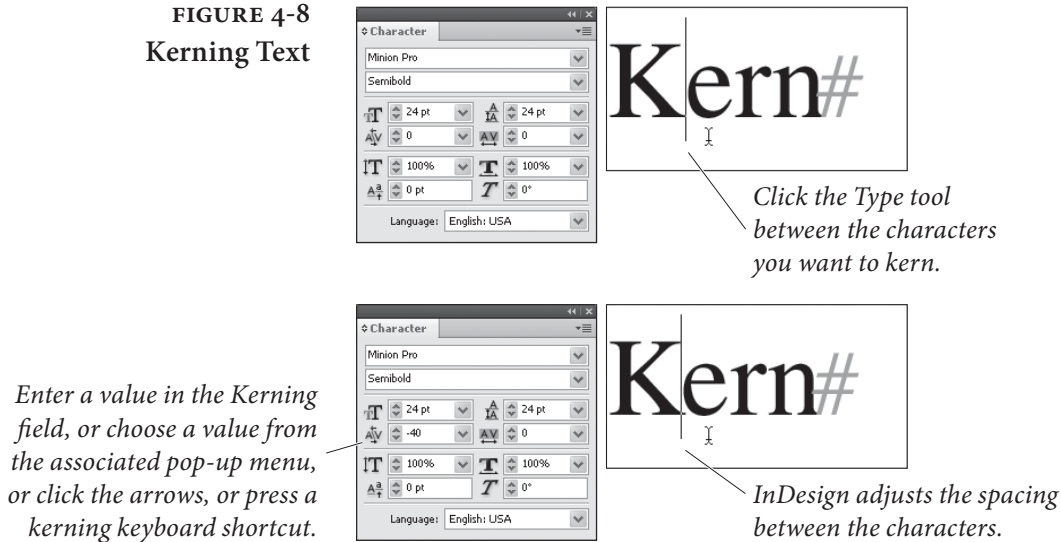 FIGURE 4-8
Kerning Text
Character
Minion Pro
Semibold
24 pt 24 pt
0 0
100% 100%
0 pt 0°
Language: English: USA
Kern#
Click the Type tool
between the characters
you want to kern.
Enter a value in the Kerning
field, or choose a value from
the associated pop-up menu,
or click the arrows, or press a
kerning keyboard shortcut.
Character
Minion Pro
Semibold
24 pt 24 pt
-40 0
100% 100%
0 pt 0°
Language: English: USA
Kern#
InDesign adjusts the spacing
between the characters.